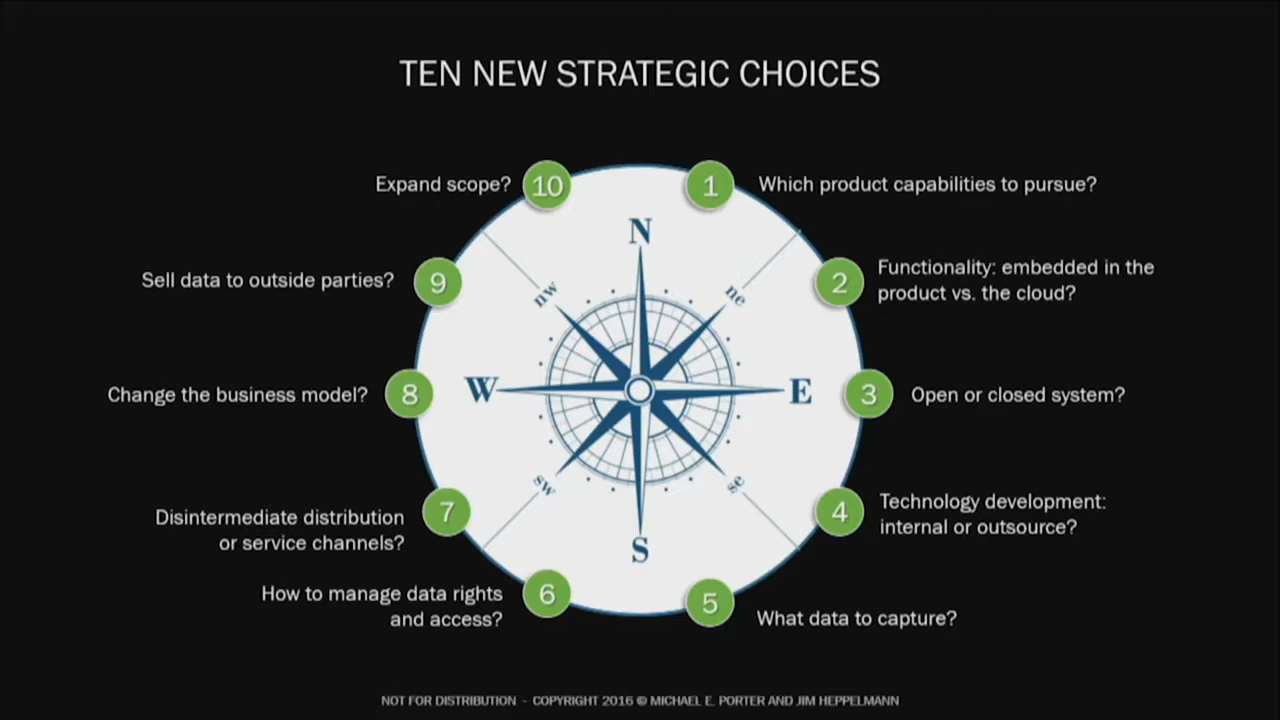 TEN NEW STRATEGIC CHOICES
Expand scope?
10
1
Which product capabilities to pursue?
N
Sell data to outside parties?
9
nw
ne
2
Functionality: embedded in the
product vs. the cloud?
Change the business model?
8
W
E
3
Open or closed system?
Disintermediate distribution
or service channels?
7
sw
se
4
Technology development:
internal or outsource?
S
How to manage data rights
and access?
6
5
What data to capture?
NOT FOR DISTRIBUTION - COPYRIGHT 2016 © MICHAEL E. PORTER AND JIM HEPPELMANN